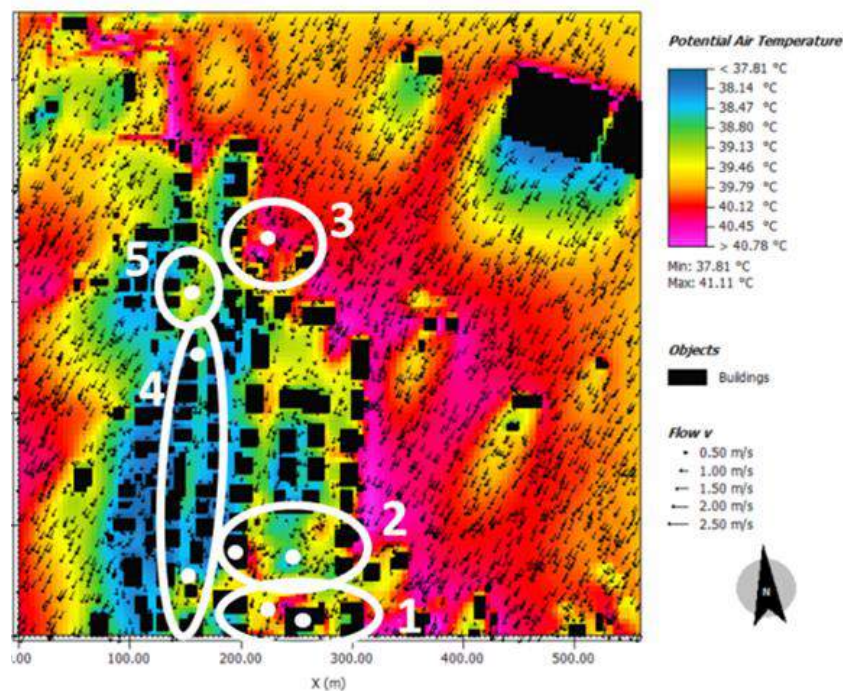 Potential Air Temperature
< 37.81 °C
38.14 °C
38.47 °C
38.80 °C
39.13 °C
39.46 °C
39.79 °C
40.12 °C
40.45 °C
> 40.78 °C
Min: 37.81 °C
Max: 41.11 °C
Objects
Buildings
Flow v
0.50 m/s
1.00 m/s
1.50 m/s
2.00 m/s
2.50 m/s
N
3
5
4
2
1
.00
100.00
200.00
300.00
400.00
500.00
X (m)